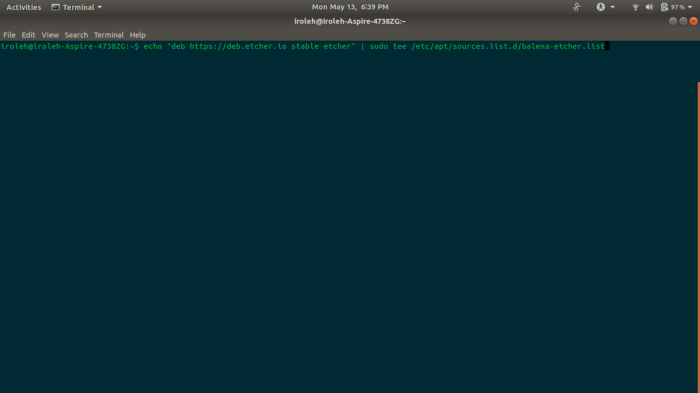 Activities Terminal Mon May 13, 6:39 PM 97 %
iroleh@iroleh-Aspire-4738ZG:~
File Edit View Search Terminal Help
iroleh@iroleh-Aspire-4738ZG:~$ echo "deb https://deb.etcher.io stable etcher" | sudo tee /etc/apt/sources.list.d/balena-etcher.list